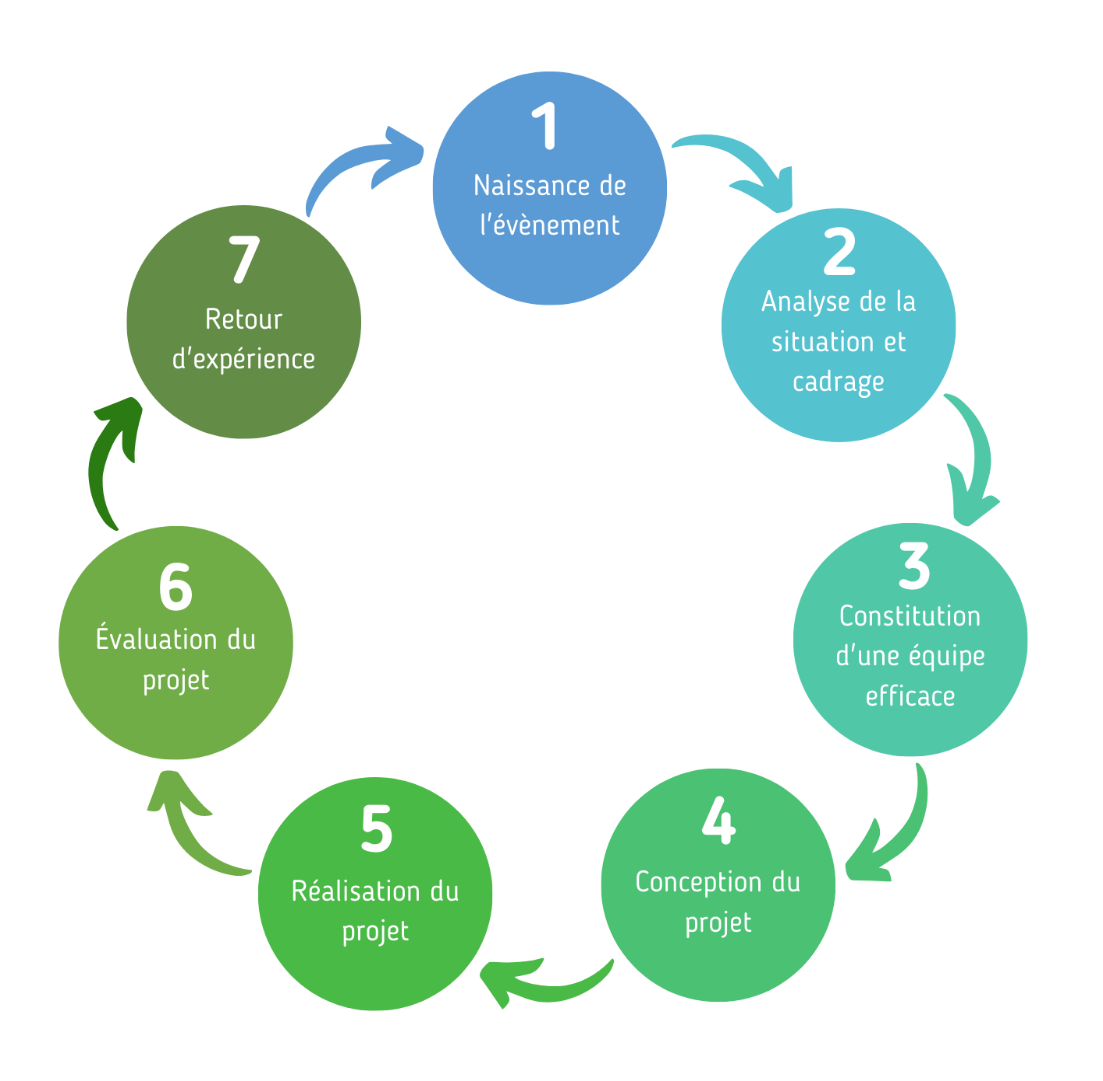 1
Naissance de
l'évènement
2
Analyse de la
situation et
cadrage
3
Constitution
d'une équipe
efficace
4
Conception du
projet
5
Réalisation du
projet
6
Évaluation du
projet
7
Retour
d'expérience